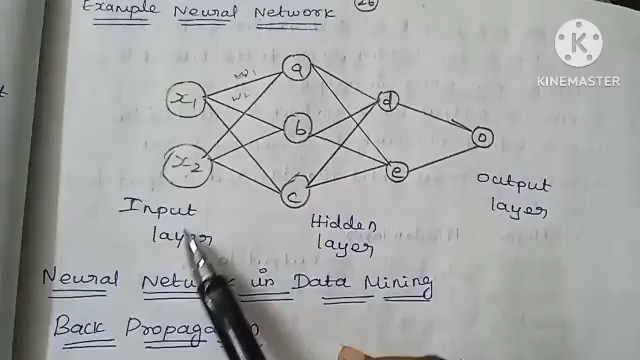 Example Neural Network
26
K
KINEMASTER
x1
x2
w1
w2
a
b
c
d
e
o
Input layer
Hidden layer
output layer
Neural Network in Data Mining
Back Propagation